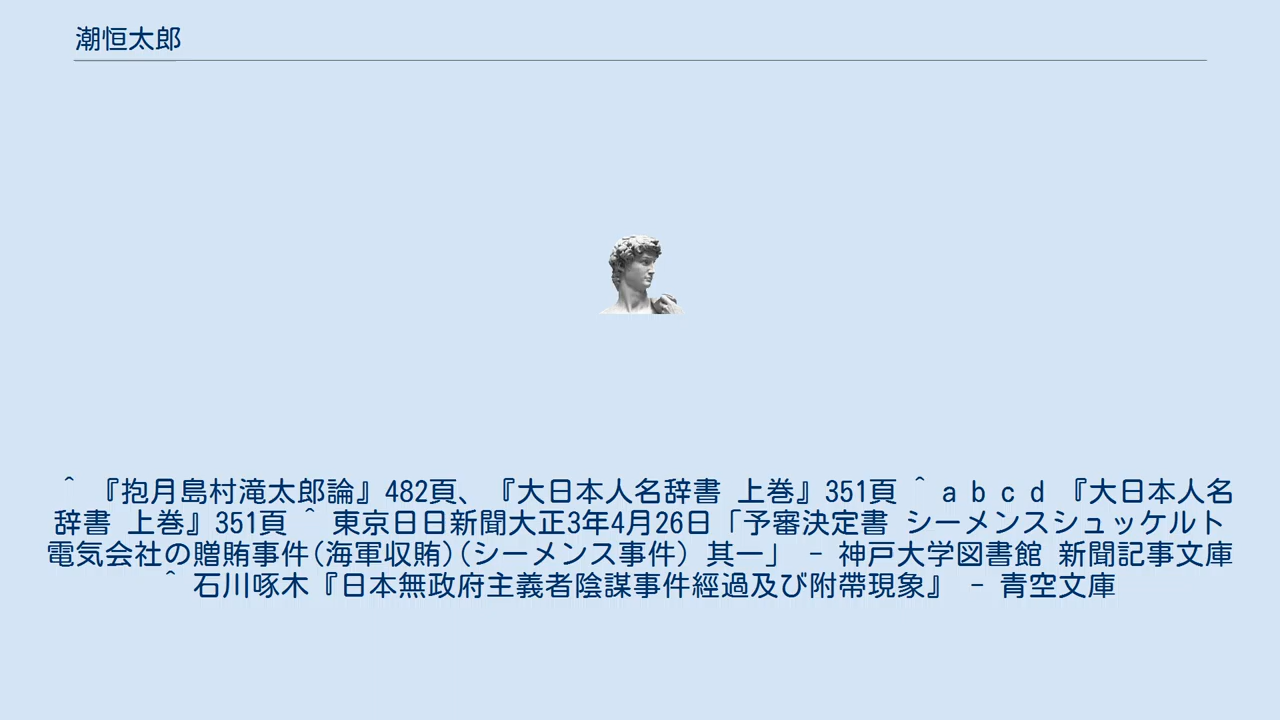 潮恒太郎
^ 『抱月島村滝太郎論』482頁、『大日本人名辞書 上巻』351頁 ^ a b c d 『大日本人名
辞書 上巻』351頁 ^ 東京日日新聞大正3年4月26日「予審決定書 シーメンスシュッケルト
電気会社の贈賄事件(海軍収賄)(シーメンス事件) 其一」 - 神戸大学図書館 新聞記事文庫
^ 石川啄木『日本無政府主義者陰謀事件經過及び附帶現象』 - 青空文庫